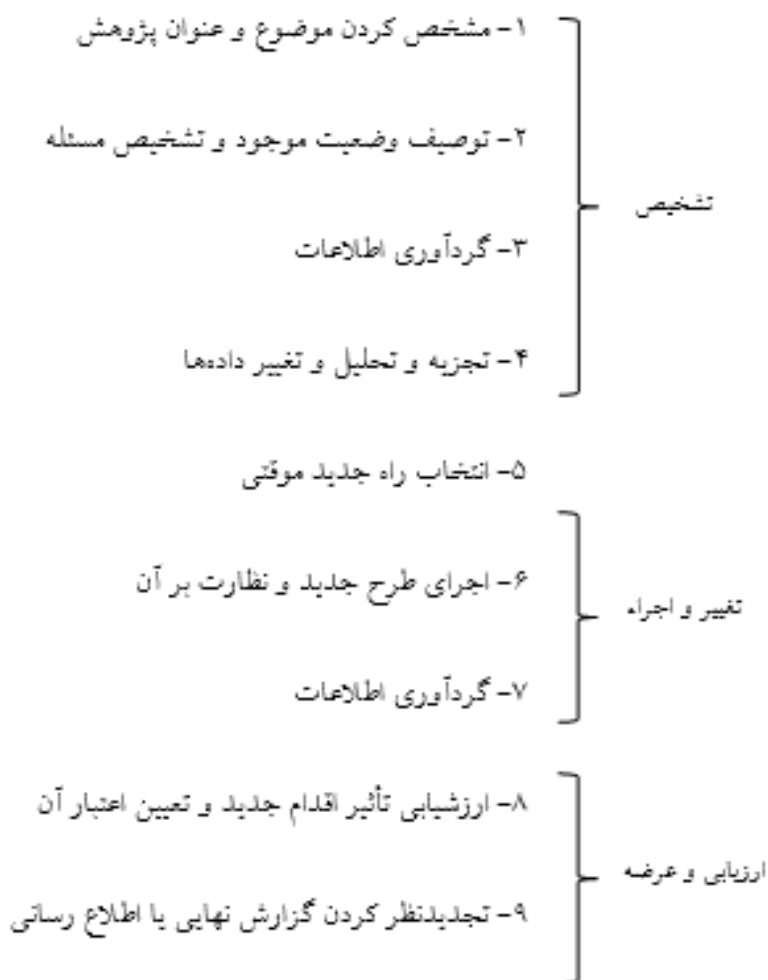 ۱- مشخص کردن موضوع و عنوان پژوهش
۲- توصیف وضعیت موجود و تشخیص مسئله
تشخیص
۳- گردآوری اطلاعات
۴- تجزیه و تحلیل و تغییر داده‌ها
۵- انتخاب راه جدید موقتی
۶- اجرای طرح جدید و نظارت بر آن
تغییر و اجراء
۷- گردآوری اطلاعات
۸- ارزشیابی تأثیر اقدام جدید و تعیین اعتبار آن
ارزیابی و عرضه
۹- تجدیدنظر کردن گزارش نهایی یا اطلاع رسانی